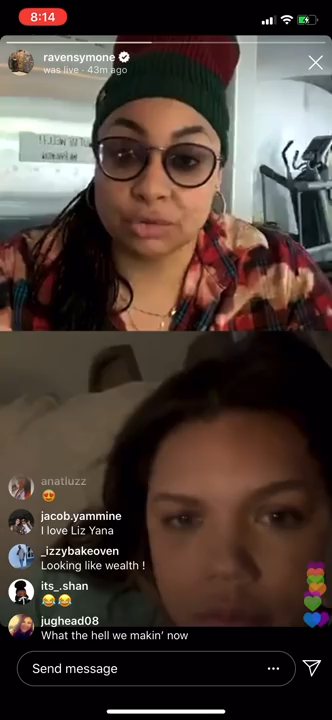 8:14
ravensymone
was live · 43m ago
anatluzz
😍
jacob.yammine
I love Liz Yana
_izzybakeoven
Looking like wealth !
its_.shan
😂😂
jughead08
What the hell we makin’ now
Send message